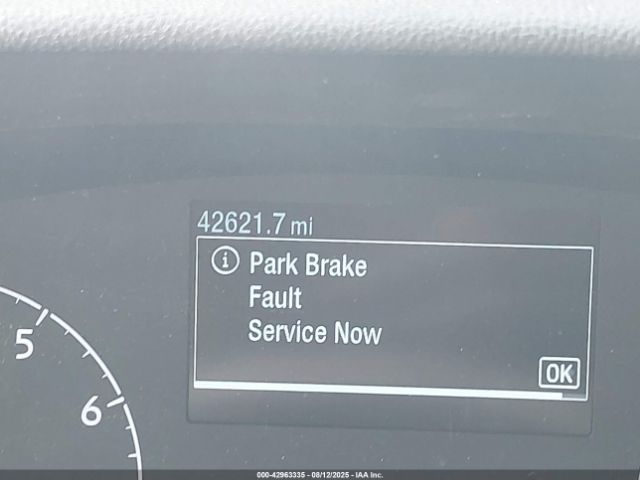 42621.7 mi
Park Brake
Fault
Service Now
OK
5
6
000-42963335 - 08/12/2025 - IAA Inc.